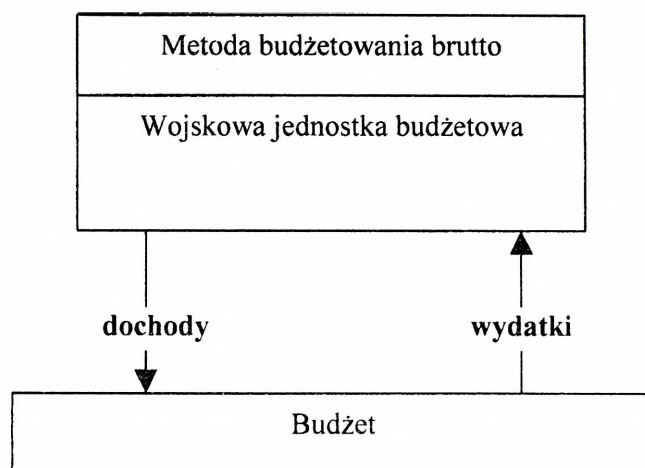 Metoda budżetowania brutto
Wojskowa jednostka budżetowa
dochody
wydatki
Budżet